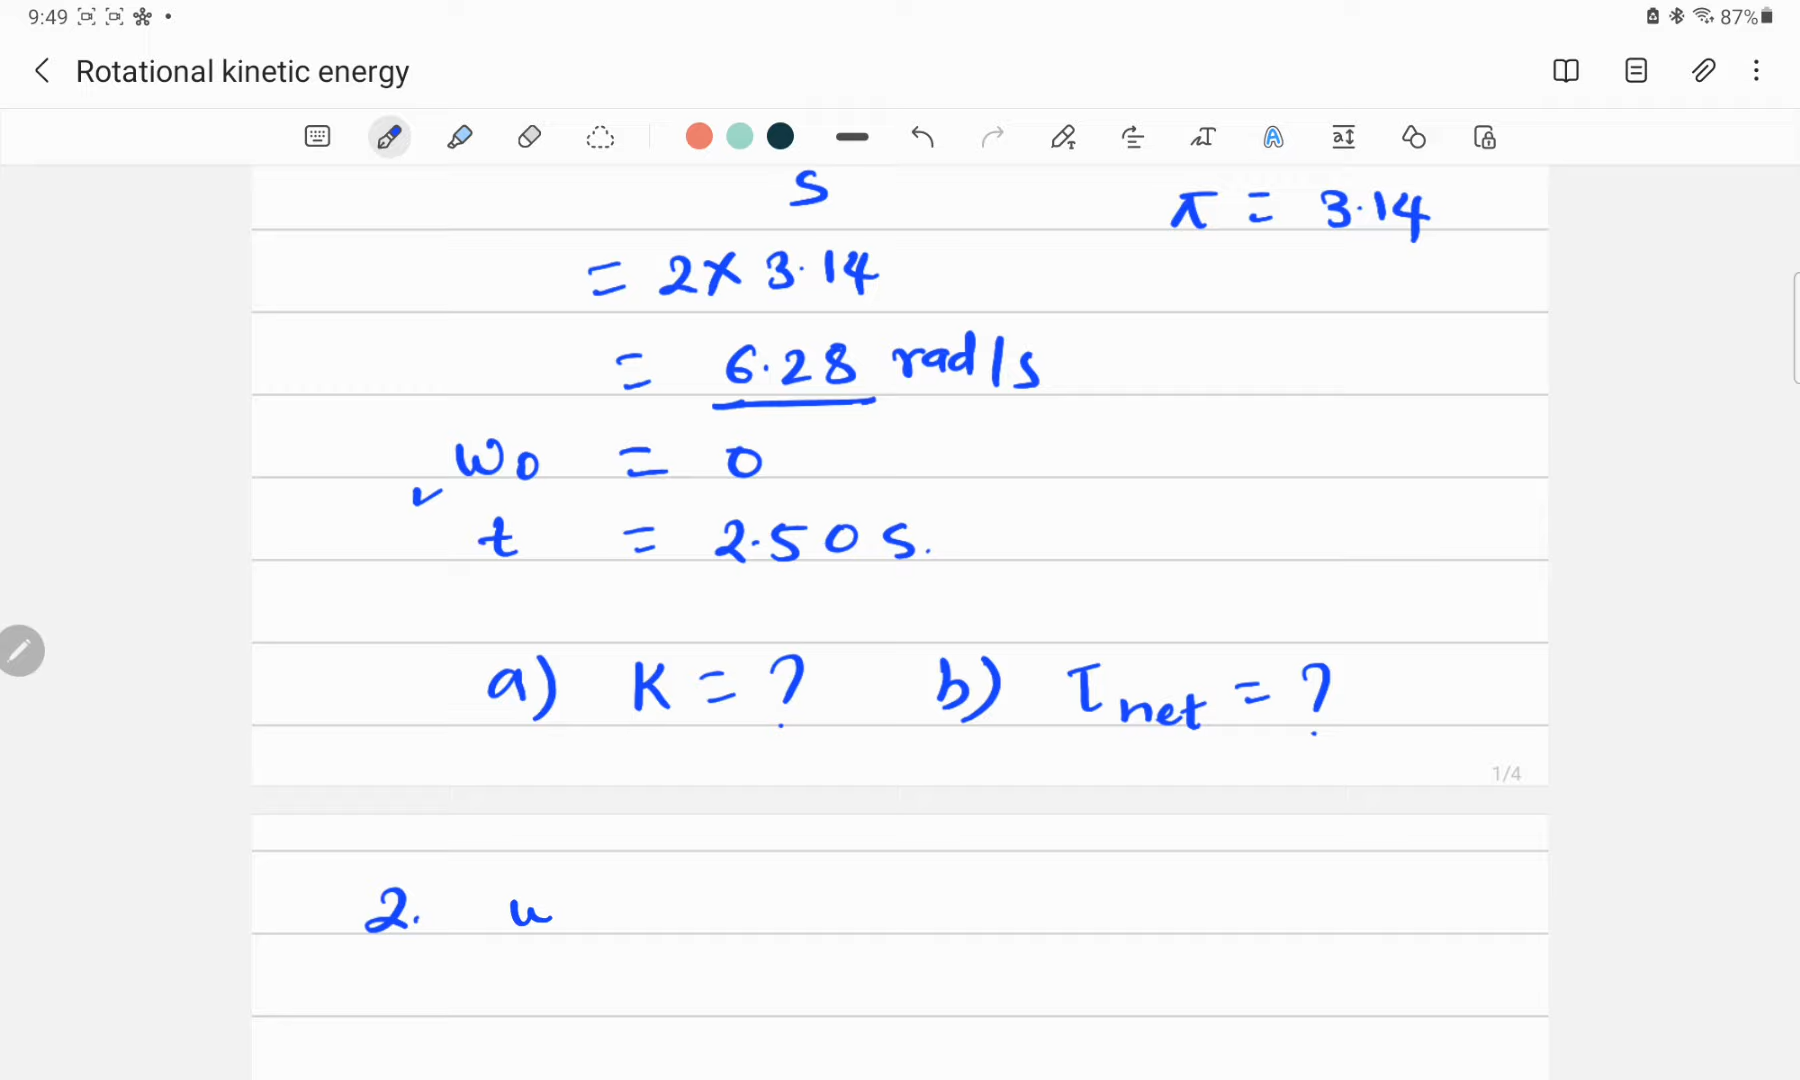 9:49 87%
Rotational kinetic energy
s π = 3.14
= 2 × 3.14
= 6.28 rad/s
ω0 = 0
✓ t = 2.50 s.
a) K = ? b) τnet = ?
1/4
2. u